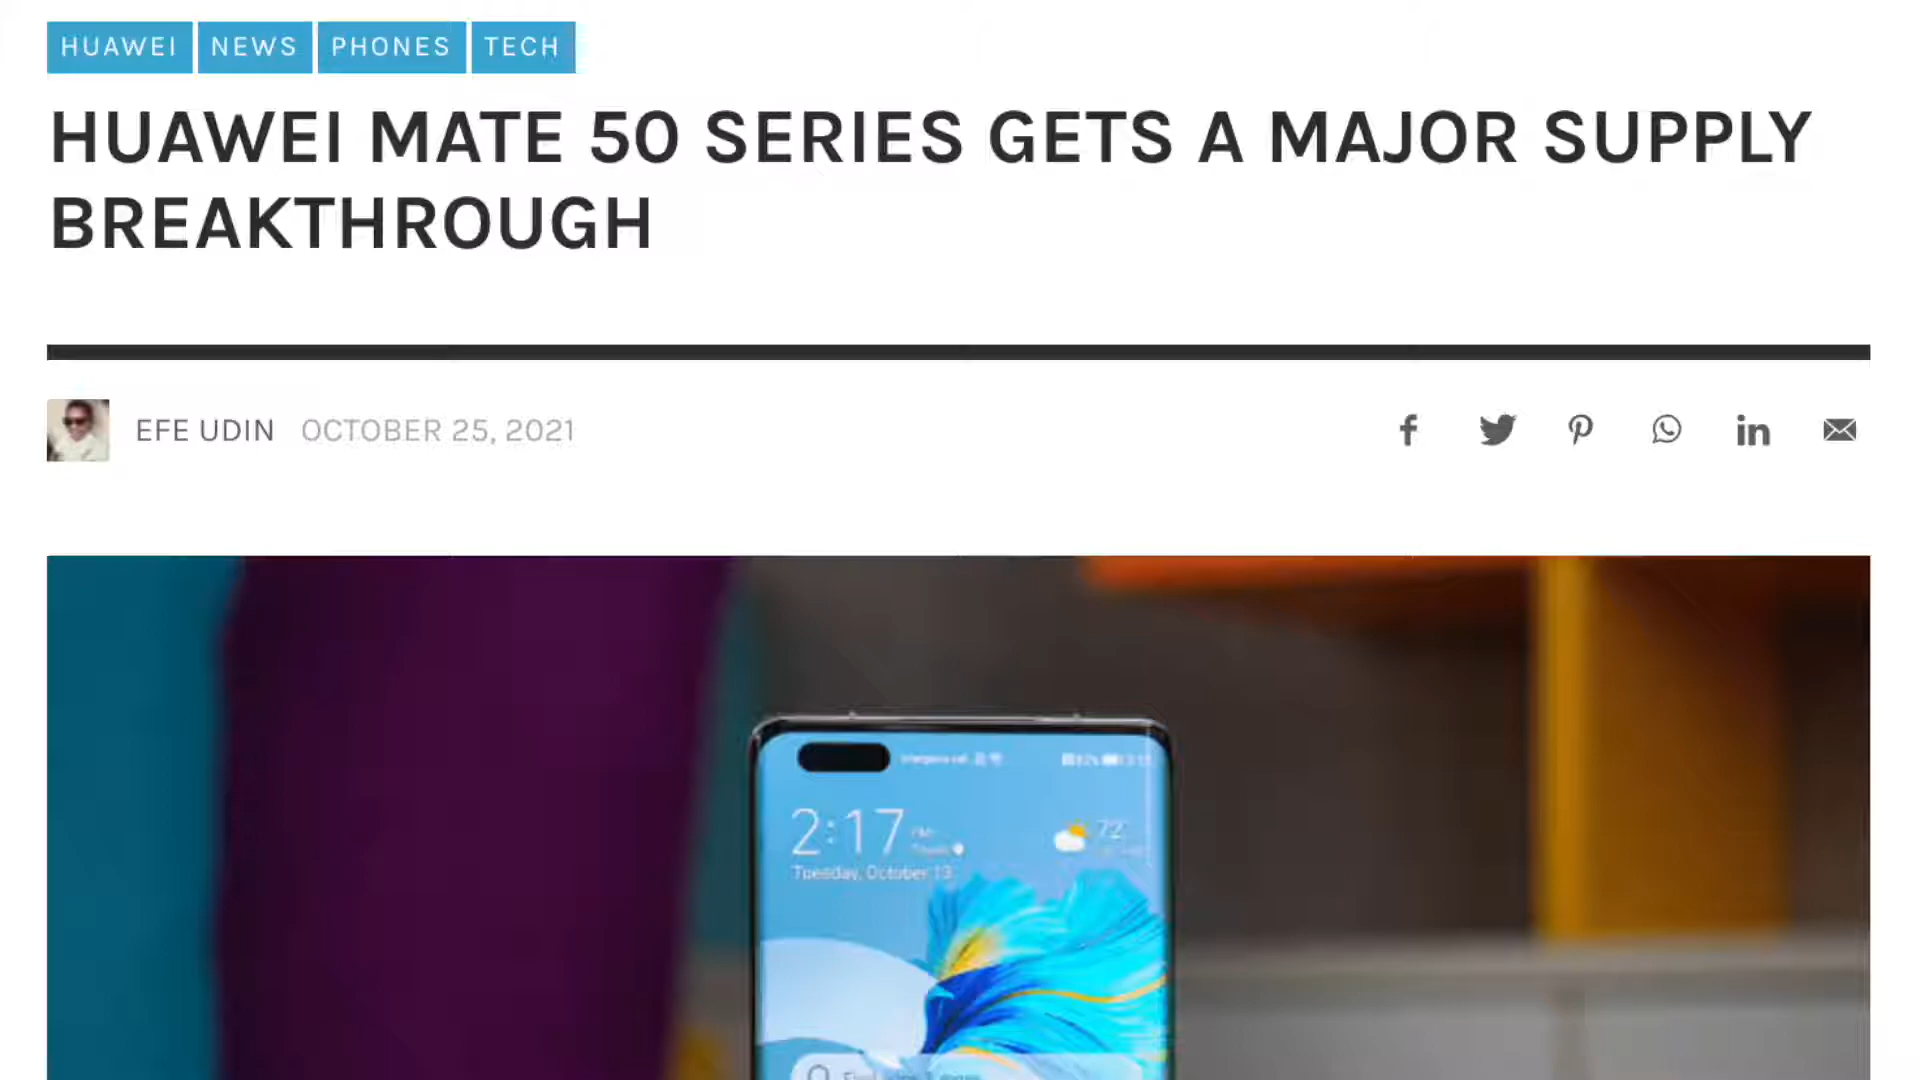 HUAWEI NEWS PHONES TECH
HUAWEI MATE 50 SERIES GETS A MAJOR SUPPLY
BREAKTHROUGH
EFE UDIN OCTOBER 25, 2021
2:17
72°
Tuesday, October 13